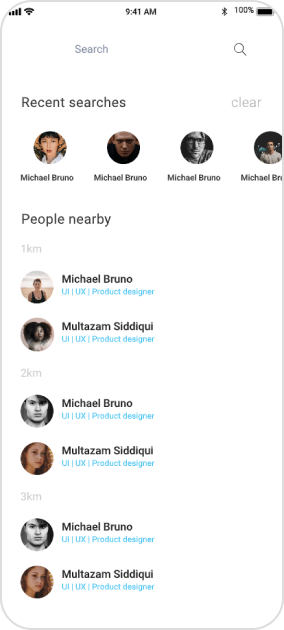 9:41 AM 100%
Search
Recent searches clear
Michael Bruno Michael Bruno Michael Bruno Michael Br
People nearby
1km
Michael Bruno
UI | UX | Product designer
Multazam Siddiqui
UI | UX | Product designer
2km
Michael Bruno
UI | UX | Product designer
Multazam Siddiqui
UI | UX | Product designer
3km
Michael Bruno
UI | UX | Product designer
Multazam Siddiqui
UI | UX | Product designer